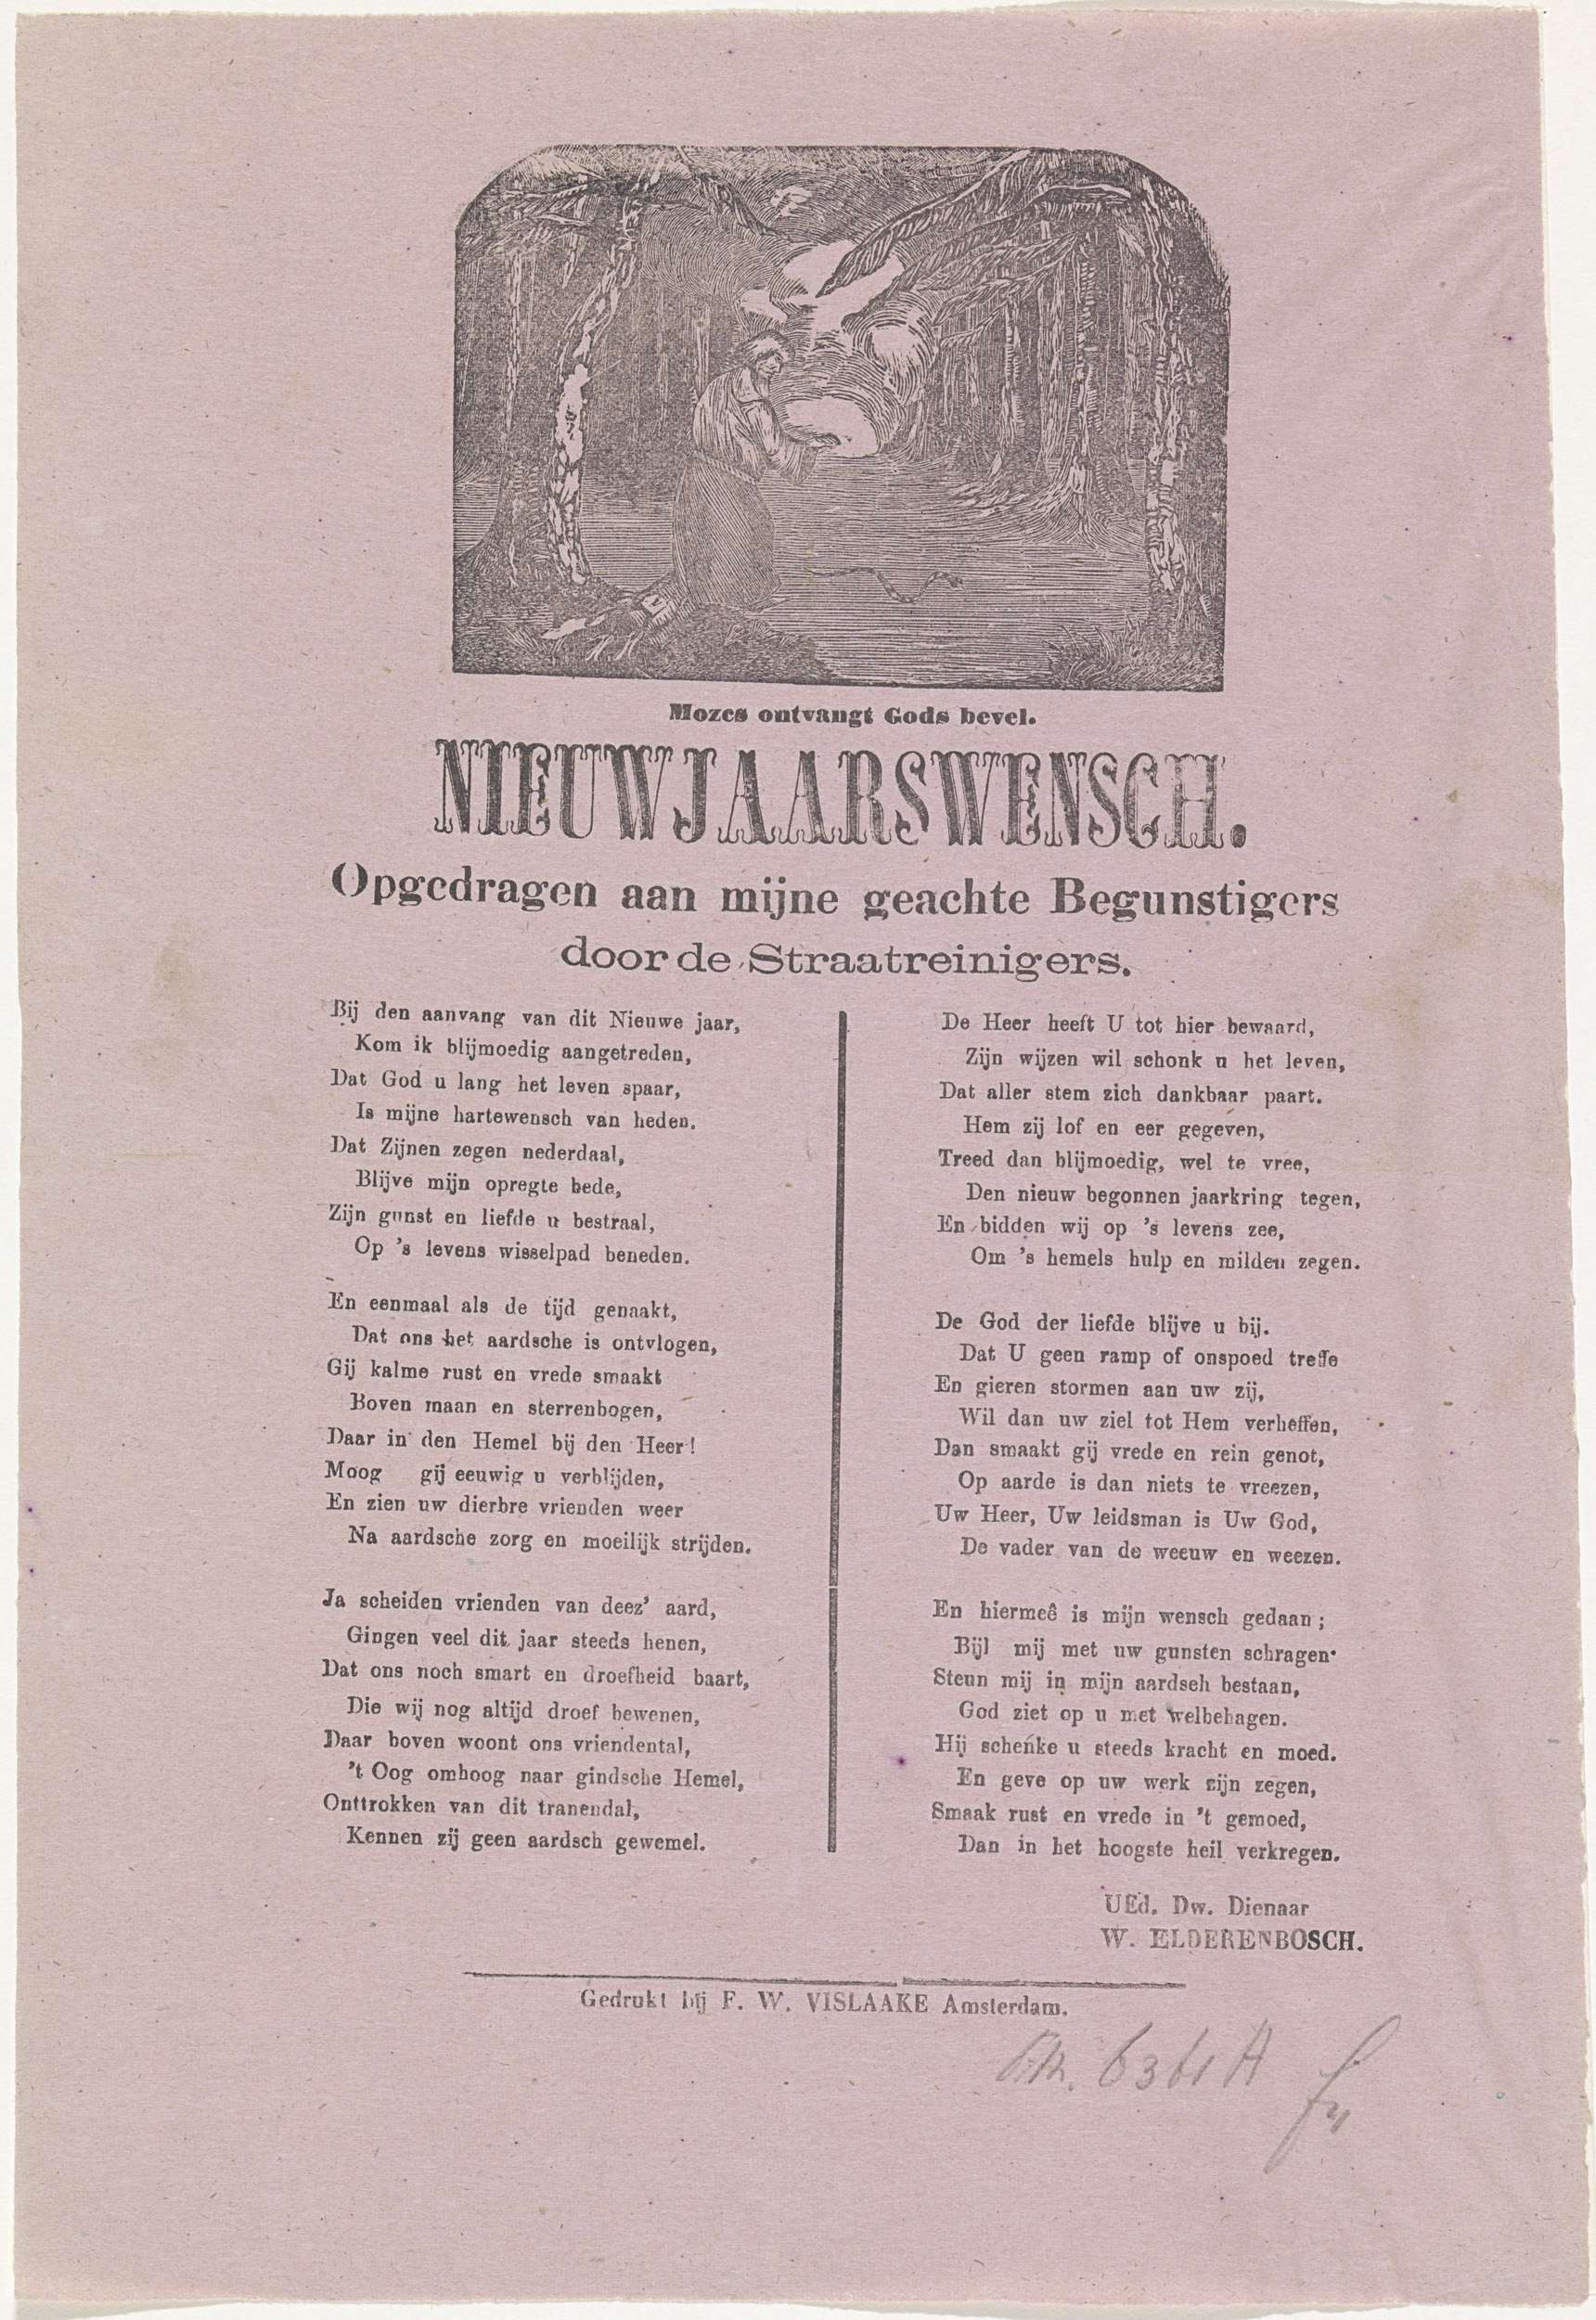 Mozes ontvangt Gods bevel.
NIEUWJAARSWENSCH.
Opgedragen aan mijne geachte Begunstigers
door de Straatreinigers.
Bij den aanvang van dit Nieuwe jaar,
Kom ik blijmoedig aangetreden,
Dat God u lang het leven spaar,
Is mijne hartewensch van heden.
Dat Zijnen zegen nederdaal,
Blijve mijn opregte bede,
Zijn gunst en liefde u bestraal,
Op 's levens wisselpad beneden.
En eenmaal als de tijd genaakt,
Dat ons het aardsche is ontvlogen,
Gij kalme rust en vrede smaakt
Boven maan en sterrenbogen,
Daar in den Hemel bij den Heer!
Moog gij eeuwig u verblijden,
En zien uw dierbre vrienden weer
Na aardsche zorg en moeilijk strijden.
Ja scheiden vrienden van deez' aard,
Gingen veel dit jaar steeds henen,
Dat ons noch smart en droefheid baart,
Die wij nog altijd droef bewenen,
Daar boven woont ons vriendental,
't Oog omhoog naar gindsche Hemel,
Onttrokken van dit tranendal,
Kennen zij geen aardsch gewemel.
De Heer heeft U tot hier bewaard,
Zijn wijzen wil schonk u het leven,
Dat aller stem zich dankbaar paart.
Hem zij lof en eer gegeven,
Treed dan blijmoedig, wel te vree,
Den nieuw begonnen jaarkring tegen,
En bidden wij op 's levens zee,
Om 's hemels hulp en milden zegen.
De God der liefde blijve u bij.
Dat U geen ramp of onspoed treffe
En gieren stormen aan uw zij,
Wil dan uw ziel tot Hem verheffen,
Dan smaakt gij vrede en rein genot,
Op aarde is dan niets te vreezen,
Uw Heer, Uw leidsman is Uw God,
De vader van de weeuw en weezen.
En hiermeê is mijn wensch gedaan;
Bijl mij met uw gunsten schragen.
Steun mij in mijn aardsch bestaan,
God ziet op u met welbehagen.
Hij schenke u steeds kracht en moed.
En geve op uw werk zijn zegen,
Smaak rust en vrede in 't gemoed,
Dan in het hoogste heil verkregen.
UEd. Dw. Dienaar
W. ELDERENBOSCH.
Gedrukt bij F. W. VISLAAKE Amsterdam.